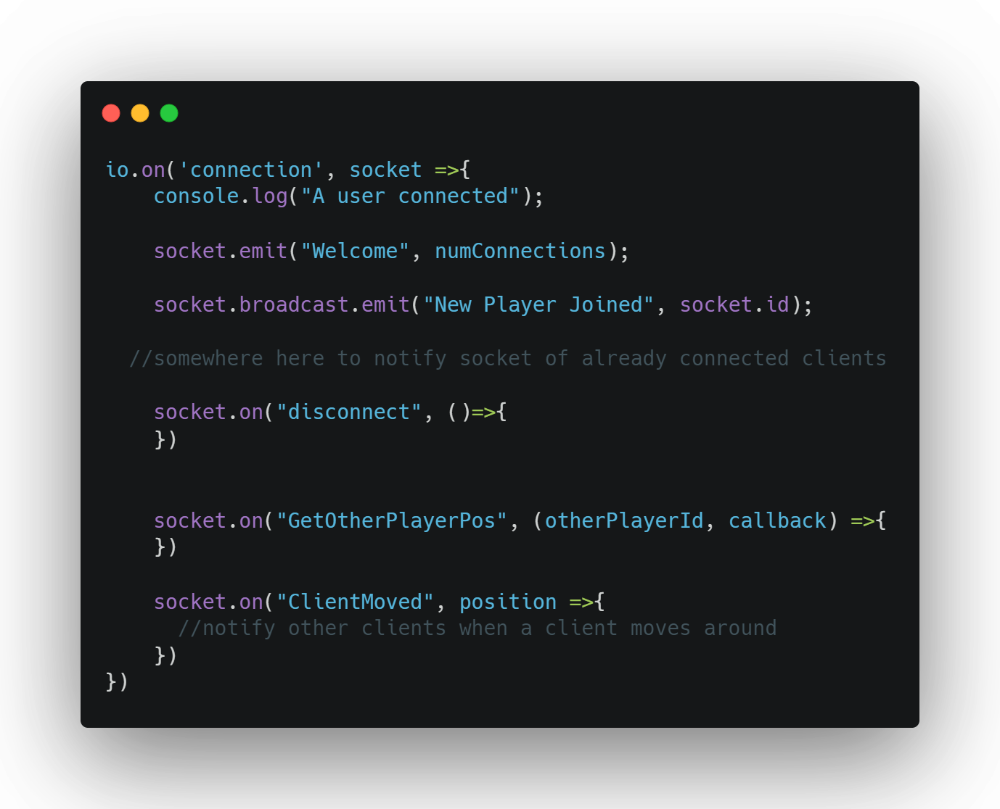 io.on('connection', socket =>{
    console.log("A user connected");

    socket.emit("Welcome", numConnections);

    socket.broadcast.emit("New Player Joined", socket.id);

  //somewhere here to notify socket of already connected clients

    socket.on("disconnect", ()=>{
    })


    socket.on("GetOtherPlayerPos", (otherPlayerId, callback) =>{
    })

    socket.on("ClientMoved", position =>{
      //notify other clients when a client moves around
    })
})